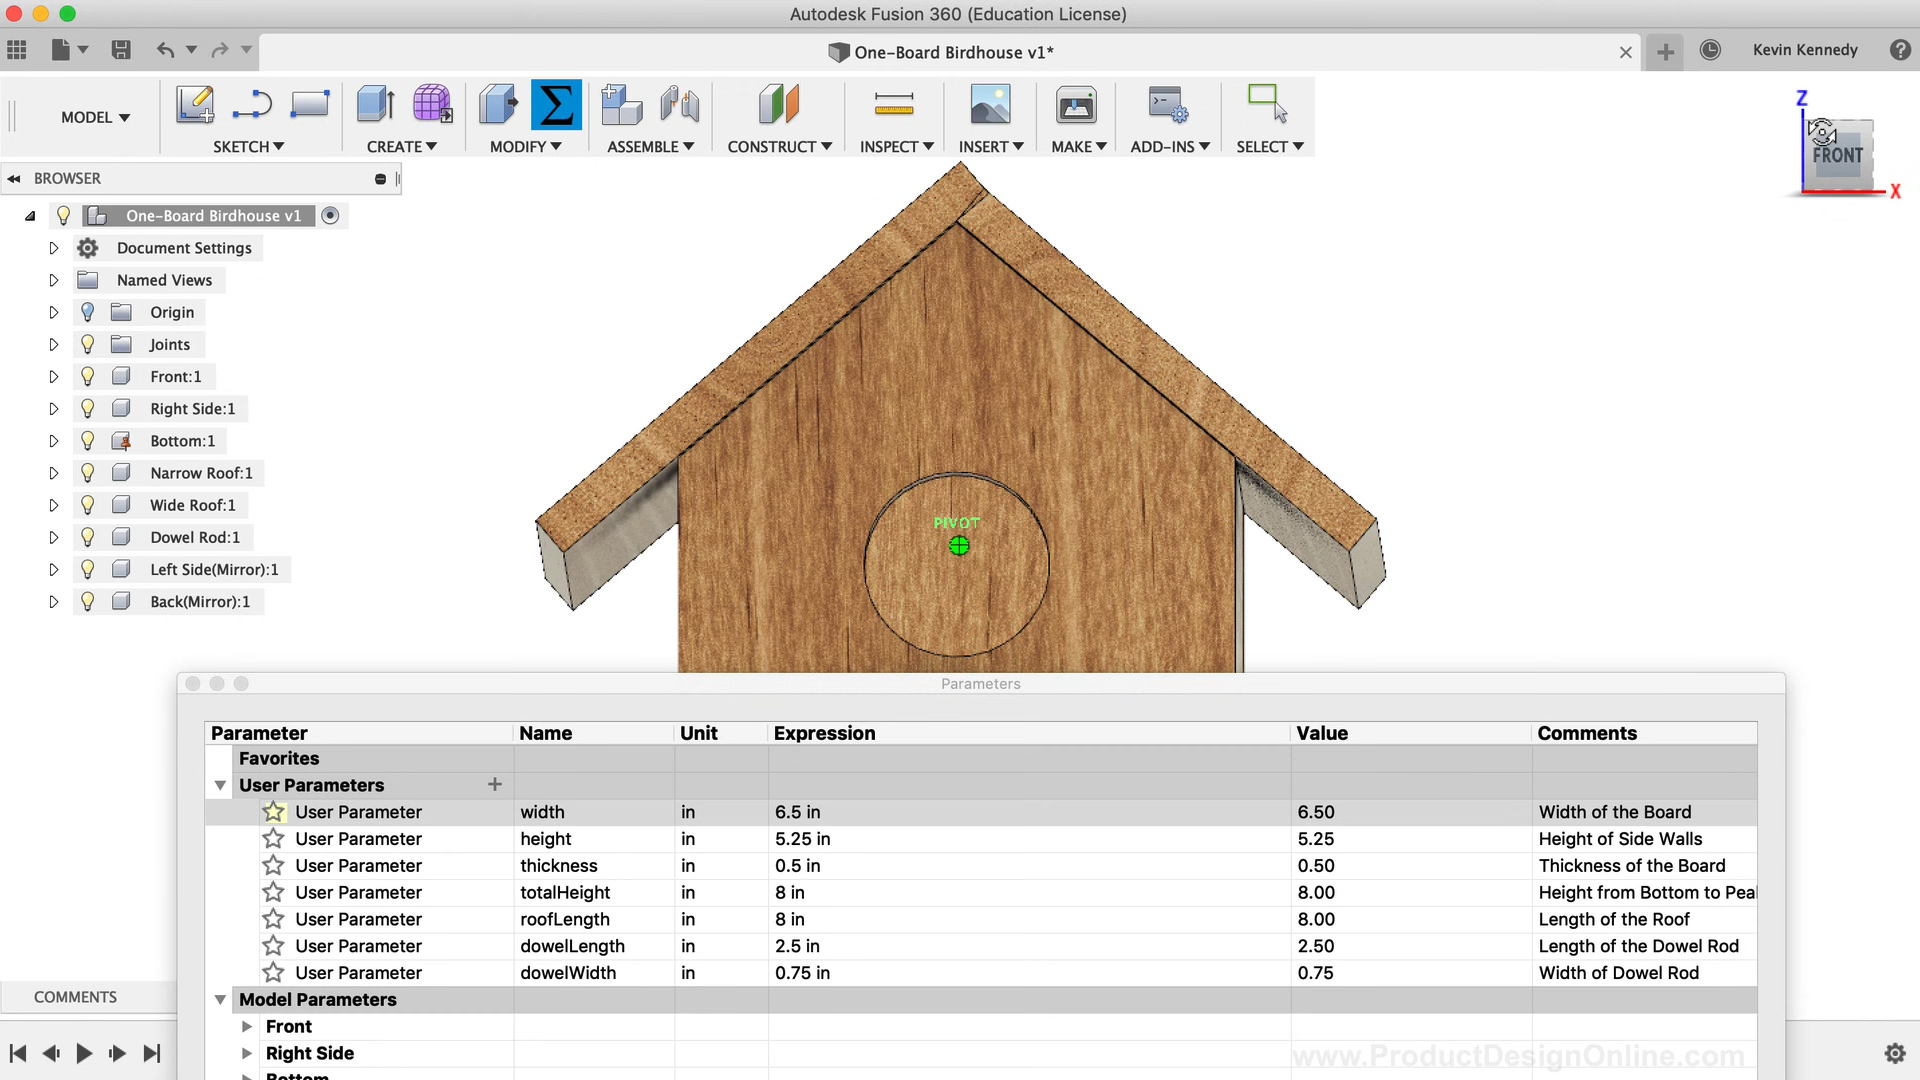 Autodesk Fusion 360 (Education License)
One-Board Birdhouse v1*
Kevin Kennedy
MODEL
SKETCH
CREATE
MODIFY
ASSEMBLE
CONSTRUCT
INSPECT
INSERT
MAKE
ADD-INS
SELECT
Z
FRONT
X
BROWSER
One-Board Birdhouse v1
Document Settings
Named Views
Origin
Joints
Front:1
Right Side:1
Bottom:1
Narrow Roof:1
Wide Roof:1
Dowel Rod:1
Left Side(Mirror):1
Back(Mirror):1
PIVOT
Parameters
Parameter Name Unit Expression Value Comments
Favorites
User Parameters +
User Parameter width in 6.5 in 6.50 Width of the Board
User Parameter height in 5.25 in 5.25 Height of Side Walls
User Parameter thickness in 0.5 in 0.50 Thickness of the Board
User Parameter totalHeight in 8 in 8.00 Height from Bottom to Pea
User Parameter roofLength in 8 in 8.00 Length of the Roof
User Parameter dowelLength in 2.5 in 2.50 Length of the Dowel Rod
User Parameter dowelWidth in 0.75 in 0.75 Width of Dowel Rod
Model Parameters
Front
Right Side
Bottom
COMMENTS
www.ProductDesignOnline.com